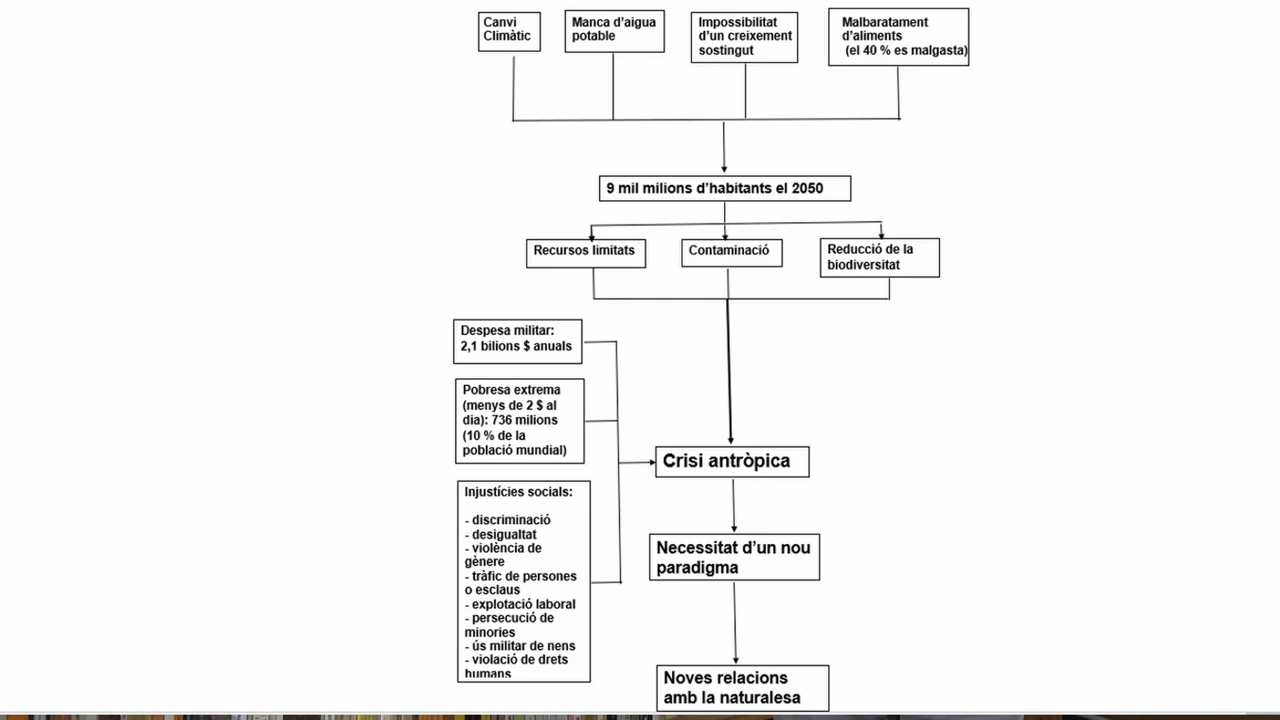 Canvi
Climàtic
Manca d’aigua
potable
Impossibilitat
d’un creixement
sostingut
Malbaratament
d’aliments
(el 40 % es malgasta)
9 mil milions d’habitants el 2050
Recursos limitats
Contaminació
Reducció de la
biodiversitat
Despesa militar:
2,1 bilions $ anuals
Pobresa extrema
(menys de 2 $ al
dia): 736 milions
(10 % de la
població mundial)
Injustícies socials:
- discriminació
- desigualtat
- violència de
gènere
- tràfic de persones
o esclaus
- explotació laboral
- persecució de
minories
- ús militar de nens
- violació de drets
humans
Crisi antròpica
Necessitat d’un nou
paradigma
Noves relacions
amb la naturalesa